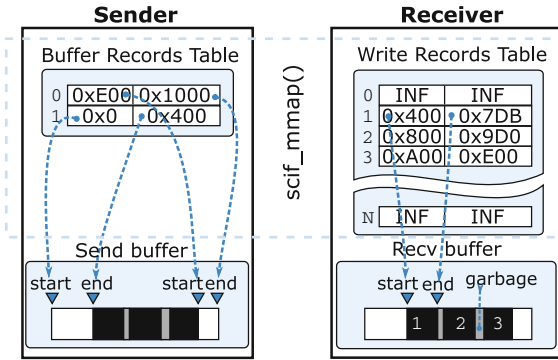 Sender
Receiver
Buffer Records Table
0 0xE00 0x1000
1 0x0 0x400
scif_mmap()
Write Records Table
0 INF INF
1 0x400 0x7DB
2 0x800 0x9D0
3 0xA00 0xE00
N INF INF
Send buffer
start end start end
Recv buffer
start end garbage
1 2 3